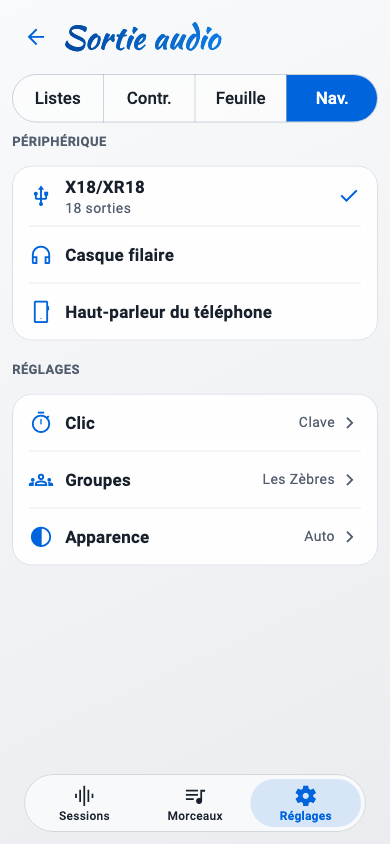 Sortie audio
Listes
Contr.
Feuille
Nav.
PÉRIPHÉRIQUE
X18/XR18
18 sorties
Casque filaire
Haut-parleur du téléphone
RÉGLAGES
Clic
Clave
Groupes
Les Zèbres
Apparence
Auto
Sessions
Morceaux
Réglages